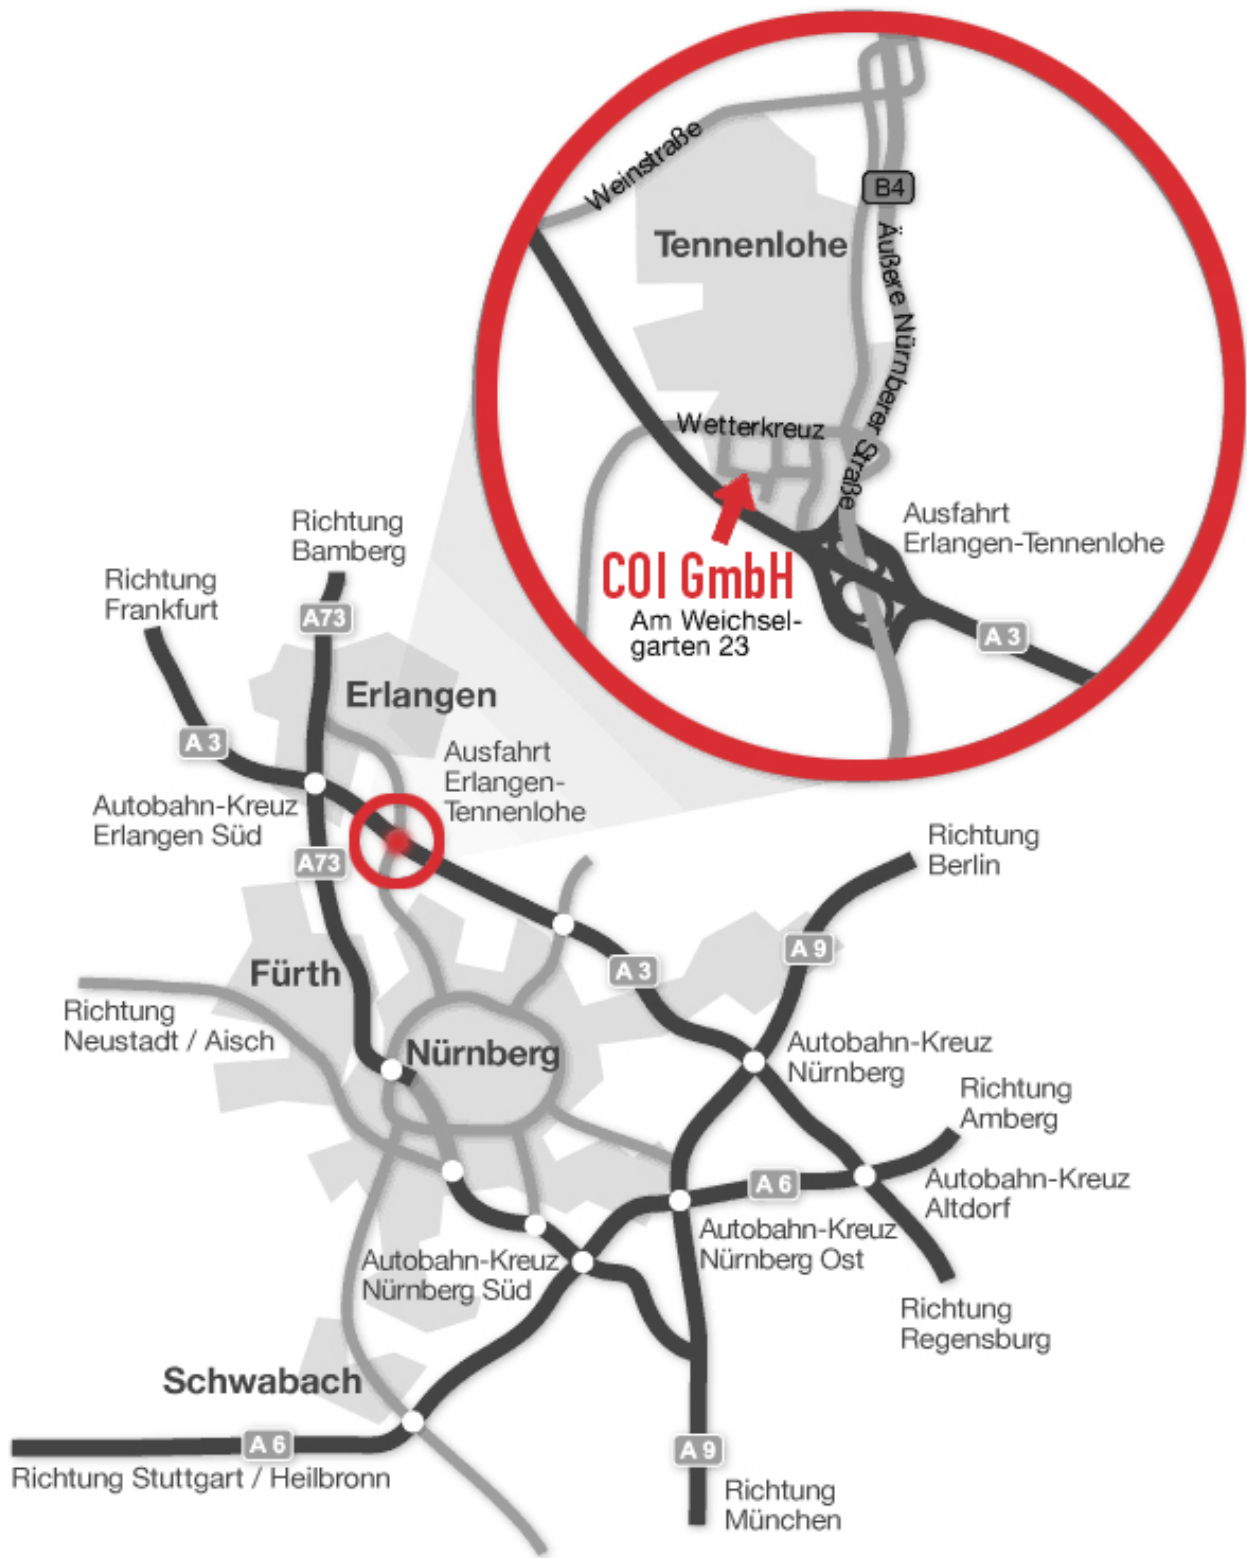 Weinstraße
B4
Tennenlohe
Äußere Nürnberer Straße
Wetterkreuz
Ausfahrt
Erlangen-Tennenlohe
COI GmbH
Am Weichsel-
garten 23
A 3
Richtung
Bamberg
Richtung
Frankfurt
A73
Erlangen
A 3
Ausfahrt
Erlangen-
Tennenlohe
Autobahn-Kreuz
Erlangen Süd
A73
Richtung
Berlin
A 9
Fürth
A 3
Richtung
Neustadt / Aisch
Nürnberg
Autobahn-Kreuz
Nürnberg
Richtung
Amberg
A 6
Autobahn-Kreuz
Altdorf
Autobahn-Kreuz
Nürnberg Ost
Autobahn-Kreuz
Nürnberg Süd
Richtung
Regensburg
Schwabach
A 6
A 9
Richtung Stuttgart / Heilbronn
Richtung
München